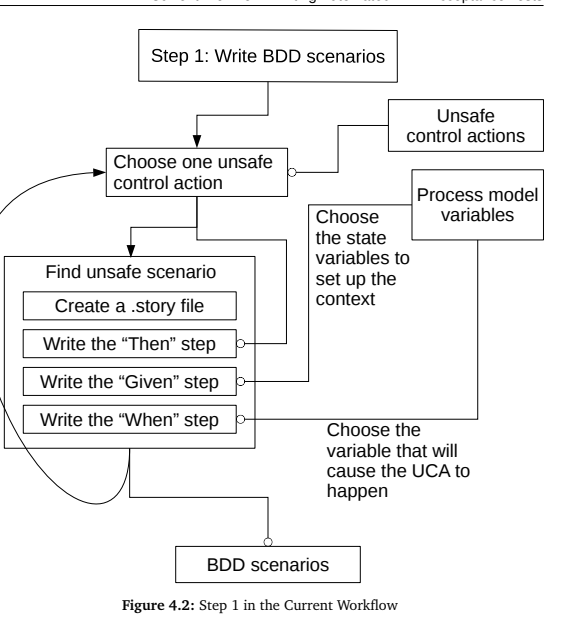 Step 1: Write BDD scenarios
Unsafe
control actions
Choose one unsafe
control action
Process model
variables
Choose
the state
variables to
set up the
context
Find unsafe scenario
Create a .story file
Write the “Then” step
Write the “Given” step
Write the “When” step
Choose the
variable that will
cause the UCA to
happen
BDD scenarios
Figure 4.2: Step 1 in the Current Workflow